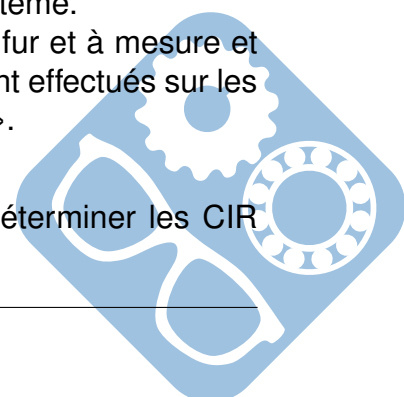 tème.
fur et à mesure et
nt effectués sur les
».
éterminer les CIR